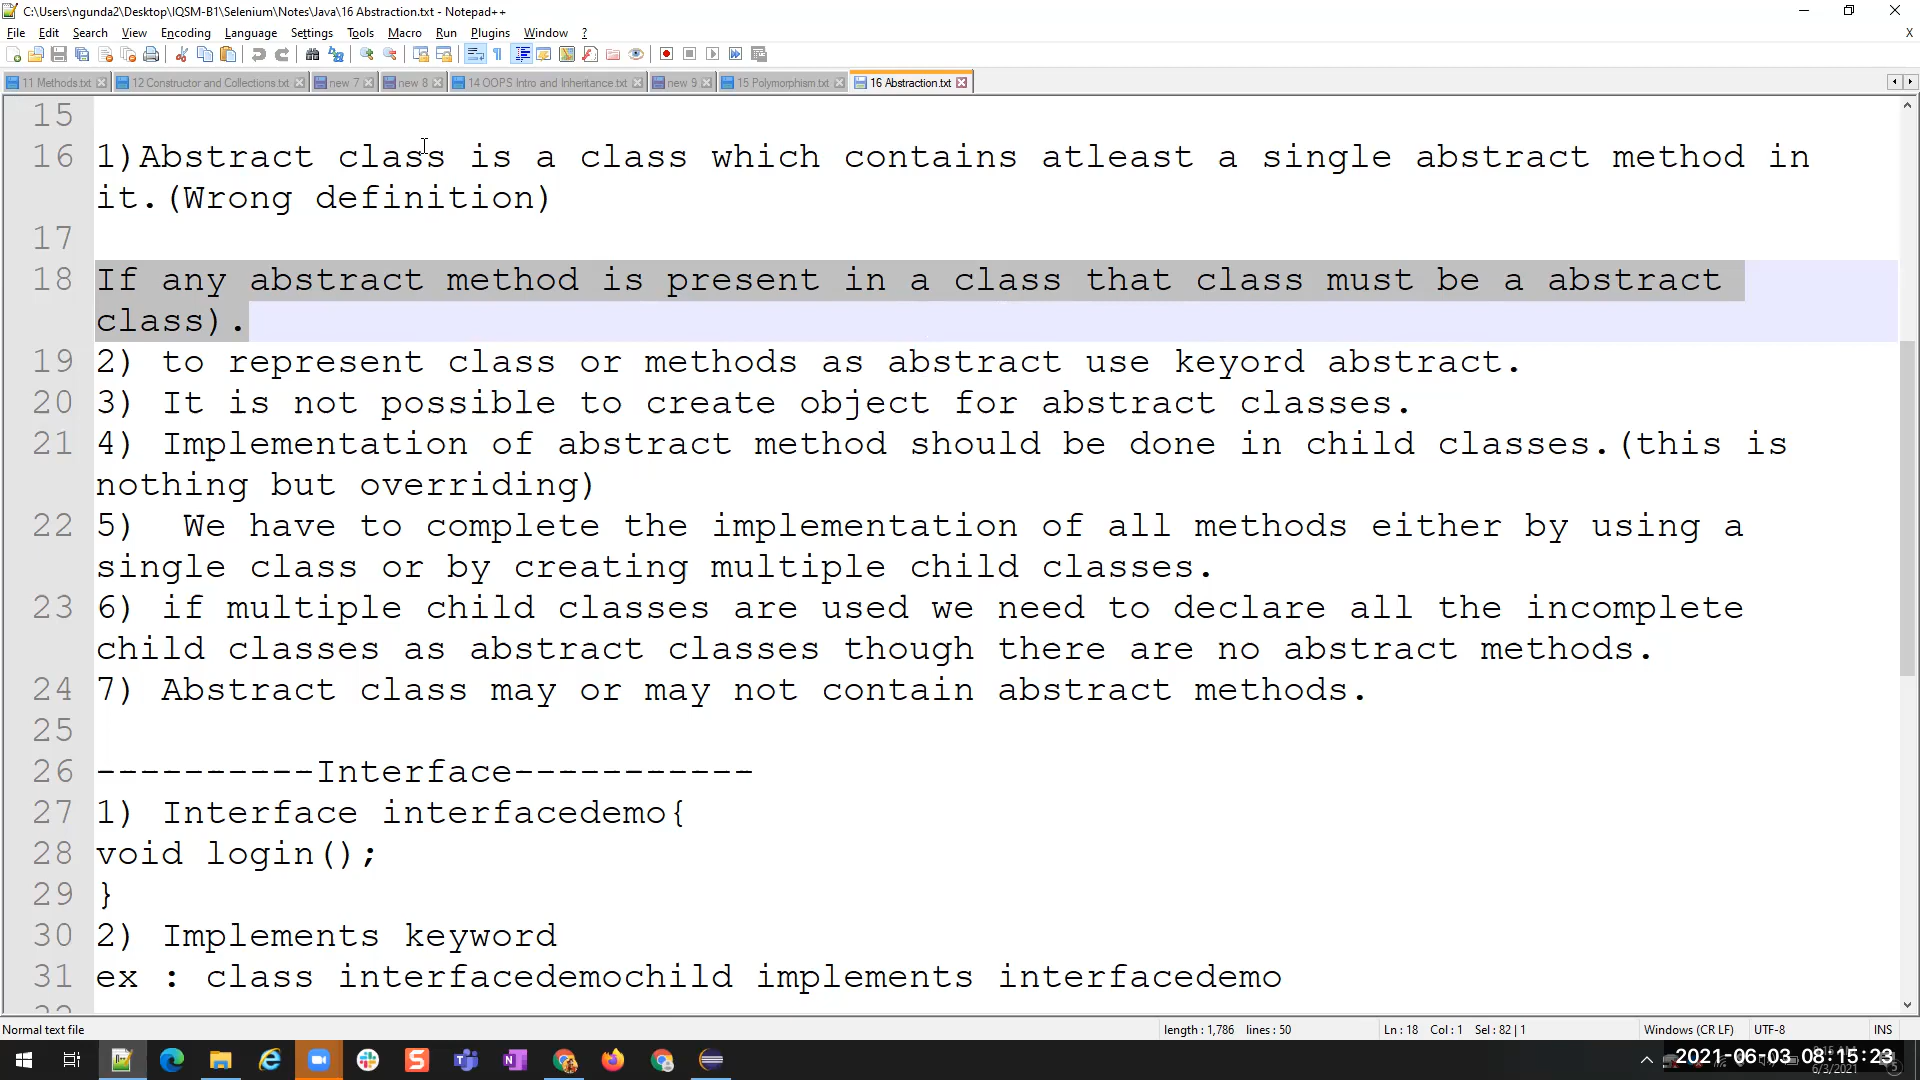 C:\Users\ngunda2\Desktop\IQSM-B1\Selenium\Notes\Java\16 Abstraction.txt - Notepad++
File Edit Search View Encoding Language Settings Tools Macro Run Plugins Window ? X
11 Methods.txt 12 Constructor and Collections.txt new 7 new 8 14 OOPS Intro and Inheritance.txt new 9 15 Polymorphism.txt 16 Abstraction.txt
15
16 1)Abstract class is a class which contains atleast a single abstract method in
it.(Wrong definition)
17
18 If any abstract method is present in a class that class must be a abstract
class).
19 2) to represent class or methods as abstract use keyord abstract.
20 3) It is not possible to create object for abstract classes.
21 4) Implementation of abstract method should be done in child classes.(this is
nothing but overriding)
22 5)  We have to complete the implementation of all methods either by using a
single class or by creating multiple child classes.
23 6) if multiple child classes are used we need to declare all the incomplete
child classes as abstract classes though there are no abstract methods.
24 7) Abstract class may or may not contain abstract methods.
25
26 ----------Interface-----------
27 1) Interface interfacedemo{
28 void login();
29 }
30 2) Implements keyword
31 ex : class interfacedemochild implements interfacedemo
Normal text file length : 1,786 lines : 50 Ln : 18 Col : 1 Sel : 82 | 1 Windows (CR LF) UTF-8 INS
2021-06-03 08:15:23
6/3/2021